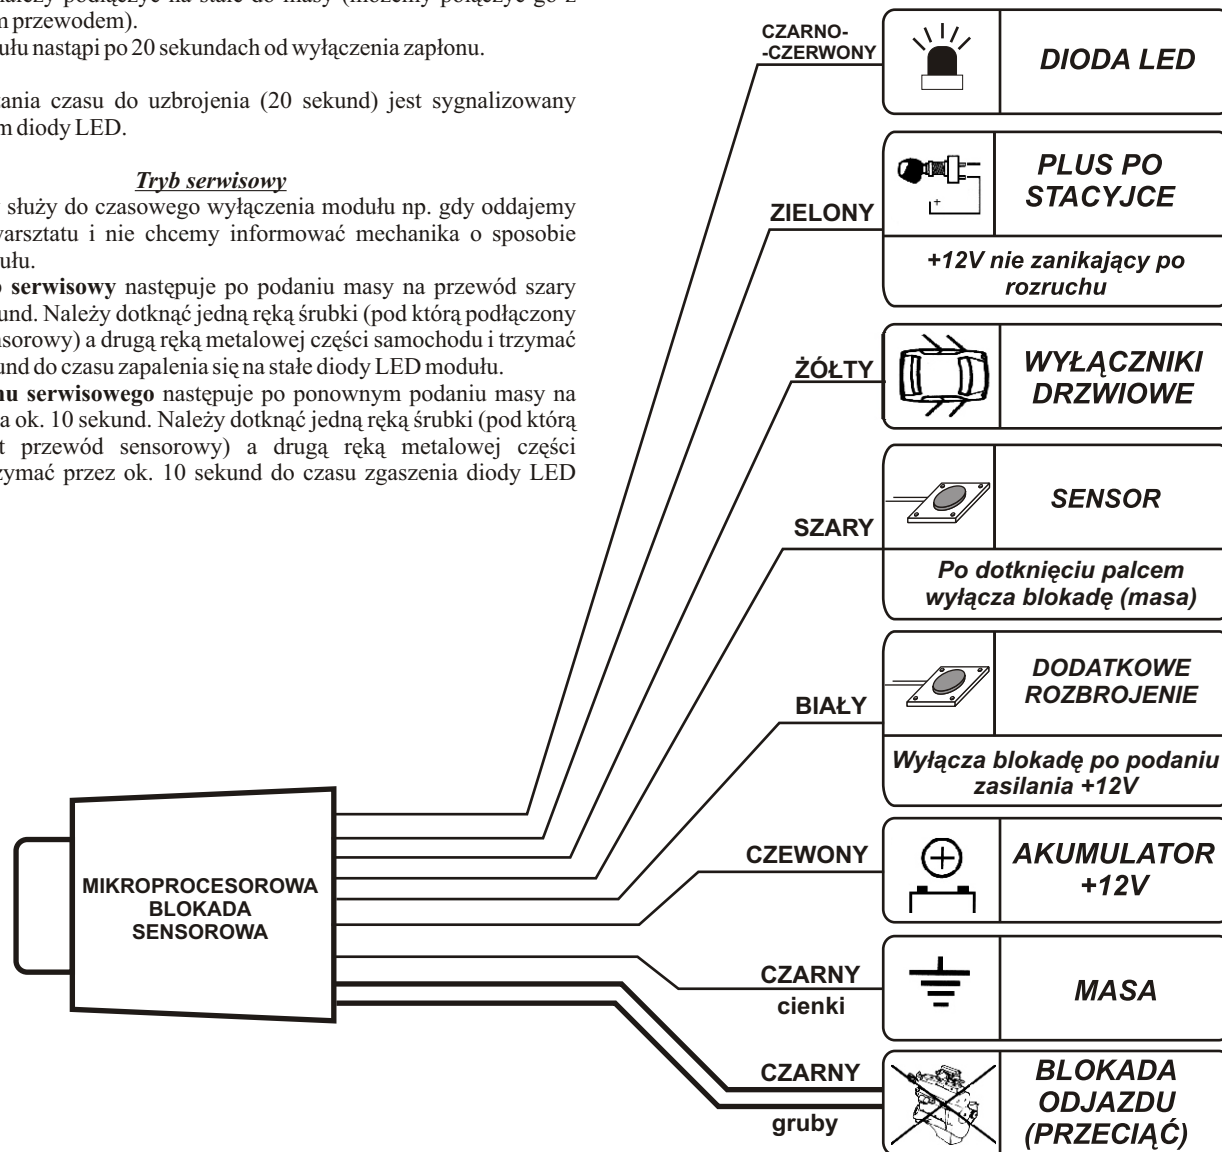 należy podłączyć na stałe do masy (możemy połączyć go z
m przewodem).
ułu nastąpi po 20 sekundach od wyłączenia zapłonu.
zania czasu do uzbrojenia (20 sekund) jest sygnalizowany
m diody LED.
Tryb serwisowy
służy do czasowego wyłączenia modułu np. gdy oddajemy
warsztatu i nie chcemy informować mechanika o sposobie
ułu.
serwisowy następuje po podaniu masy na przewód szary
und. Należy dotknąć jedną ręką śrubki (pod którą podłączony
nsorowy) a drugą ręką metalowej części samochodu i trzymać
und do czasu zapalenia się na stałe diody LED modułu.
nu serwisowego następuje po ponownym podaniu masy na
a ok. 10 sekund. Należy dotknąć jedną ręką śrubki (pod którą
t przewód sensorowy) a drugą ręką metalowej części
zymać przez ok. 10 sekund do czasu zgaszenia diody LED
CZARNO-
-CZERWONY
DIODA LED
ZIELONY
PLUS PO
STACYJCE
+12V nie zanikający po
rozruchu
ŻÓŁTY
WYŁĄCZNIKI
DRZWIOWE
SZARY
SENSOR
Po dotknięciu palcem
wyłącza blokadę (masa)
BIAŁY
DODATKOWE
ROZBROJENIE
Wyłącza blokadę po podaniu
zasilania +12V
CZEWONY
AKUMULATOR
+12V
CZARNY
cienki
MASA
CZARNY
gruby
BLOKADA
ODJAZDU
(PRZECIĄĆ)
MIKROPROCESOROWA
BLOKADA
SENSOROWA